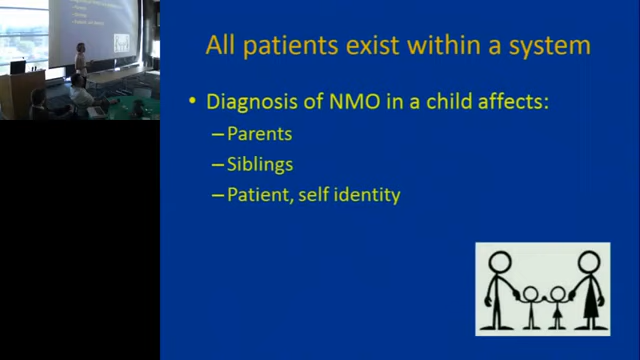 All patients exist within a system
• Diagnosis of NMO in a child affects:
–Parents
–Siblings
–Patient, self identity